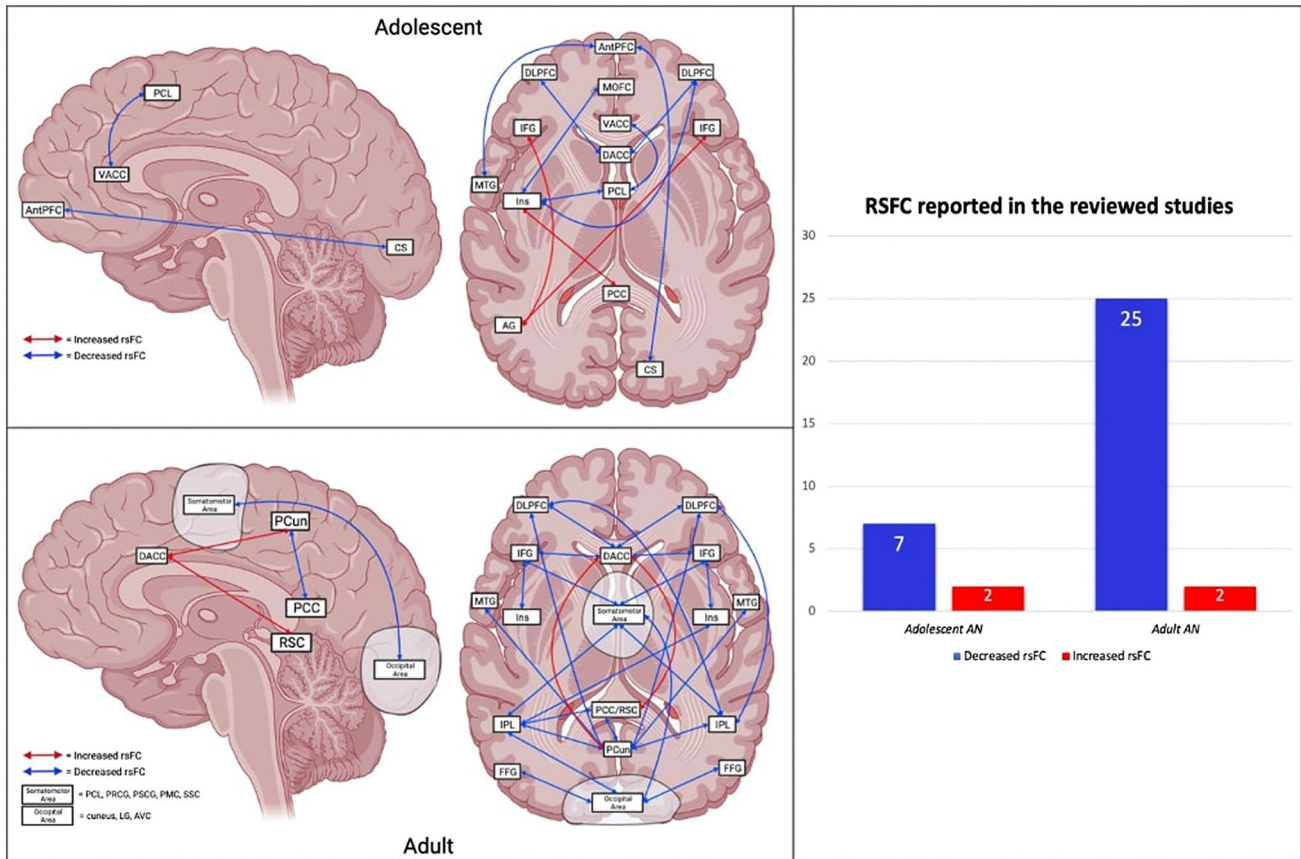 Adolescent
PCL
VACC
AntPFC
CS
= Increased rsFC
= Decreased rsFC
AntPFC
DLPFC
DLPFC
MOFC
VACC
IFG
IFG
DACC
MTG
PCL
Ins
PCC
AG
CS
RSFC reported in the reviewed studies
30
25
20
15
10
5
0
7
2
25
2
Adolescent AN
Adult AN
Decreased rsFC
Increased rsFC
Somatomotor
Area
PCun
DACC
PCC
RSC
Occipital
Area
= Increased rsFC
= Decreased rsFC
Somatomotor
Area
= PCL, PRCG, PSCG, PMC, SSC
Occipital
Area
= cuneus, LG, AVC
DLPFC
DLPFC
IFG
DACC
IFG
MTG
MTG
Ins
Somatomotor
Area
Ins
IPL
PCC/RSC
IPL
PCun
FFG
FFG
Occipital
Area
Adult